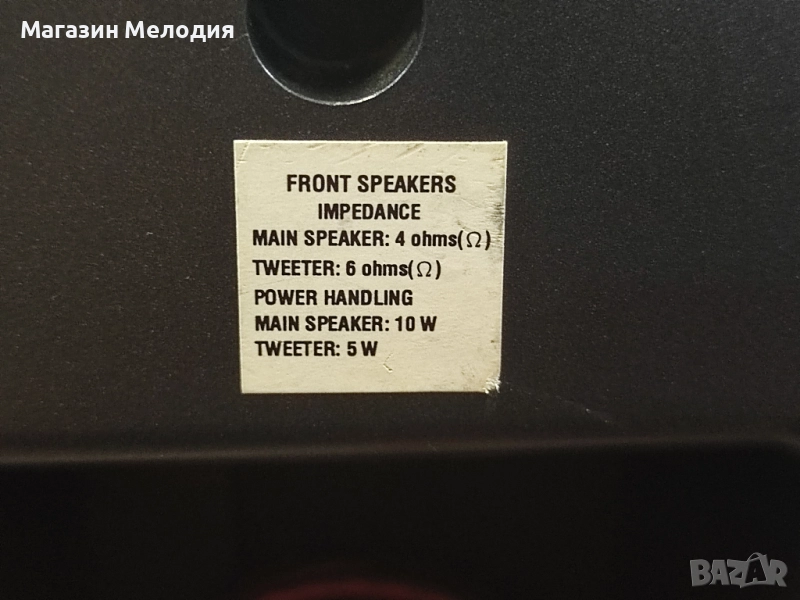 Магазин Мелодия
FRONT SPEAKERS
IMPEDANCE
MAIN SPEAKER: 4 ohms(Ω)
TWEETER: 6 ohms(Ω)
POWER HANDLING
MAIN SPEAKER: 10 W
TWEETER: 5 W
BAZAR